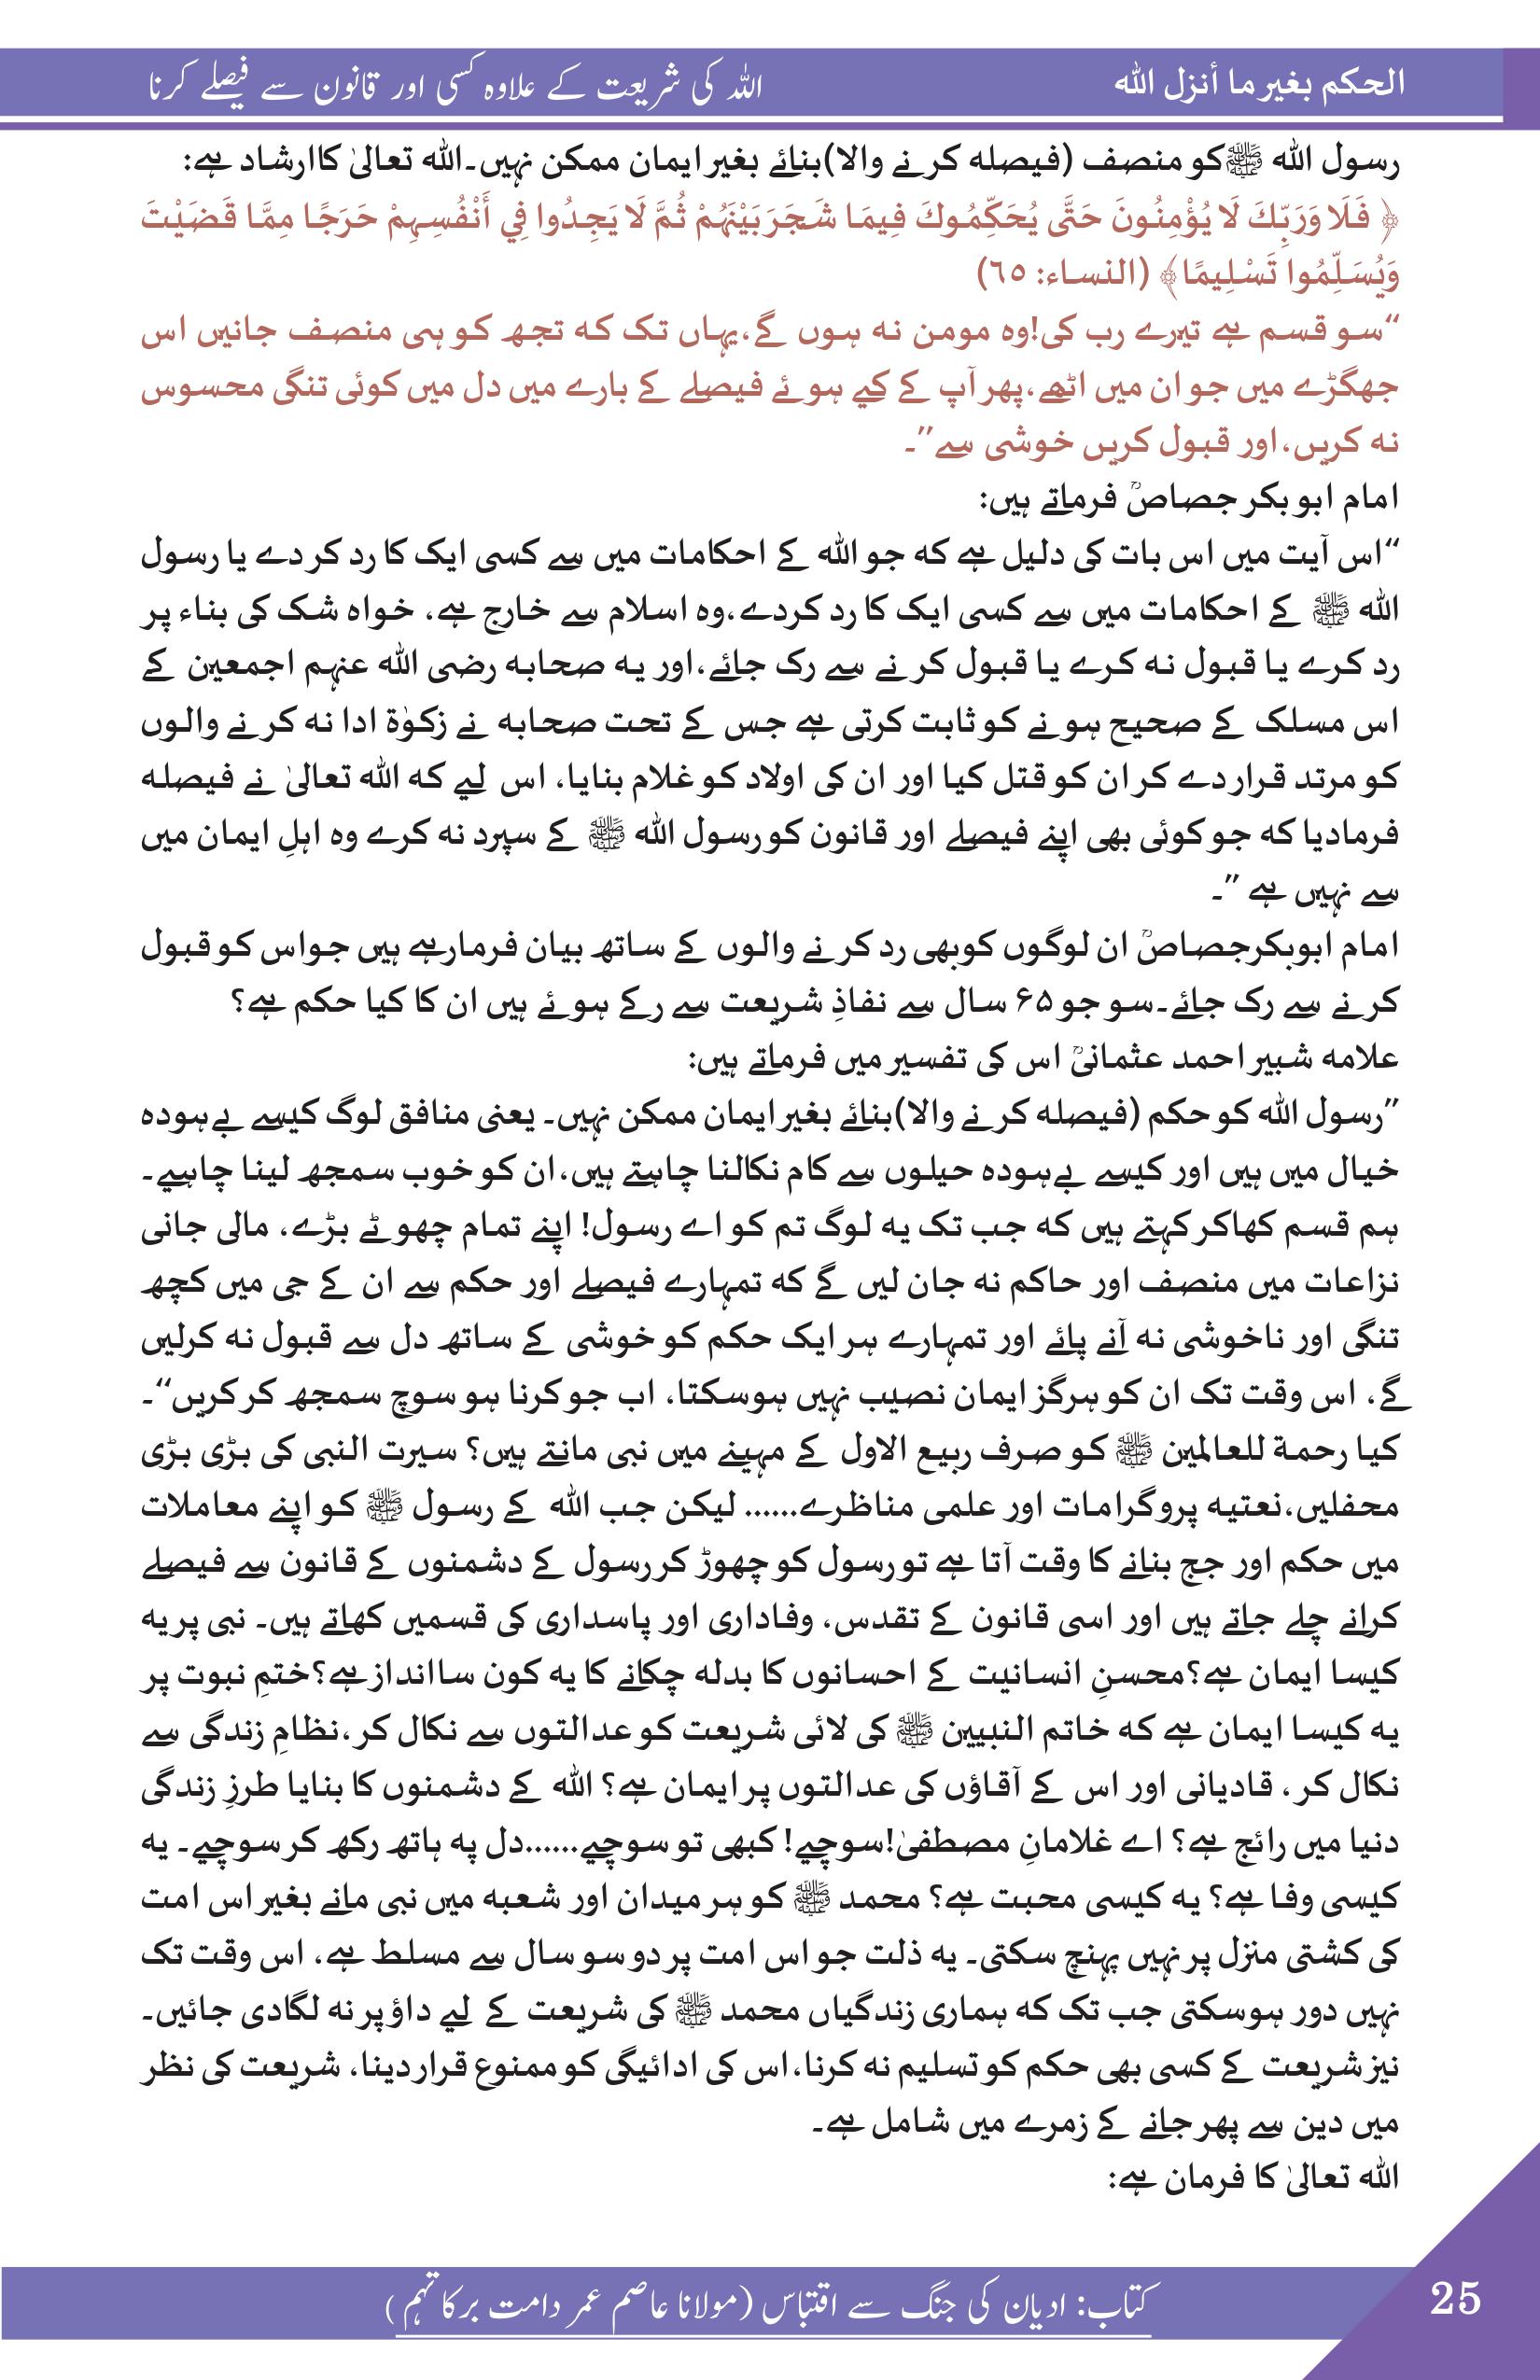 الحكم بغير ما أنزل الله
اللہ کی شریعت کے علاوہ کسی اور قانون سے فیصلے کرنا
رسول اللہ ﷺکو منصف (فیصلہ کرنے والا)بنائے بغیر ایمان ممکن نہیں۔اللہ تعالیٰ کاارشاد ہے:
﴿ فَلَا وَرَبِّكَ لَا يُؤْمِنُونَ حَتَّى يُحَكِّمُوكَ فِيمَا شَجَرَ بَيْنَهُمْ ثُمَّ لَا يَجِدُوا فِي أَنْفُسِهِمْ حَرَجًا مِمَّا قَضَيْتَ
وَيُسَلِّمُوا تَسْلِيمًا﴾ (النساء: ٦٥)
“سو قسم ہے تیرے رب کی!وہ مومن نہ ہوں گے،یہاں تک کہ تجھ کو ہی منصف جانیں اس
جھگڑے میں جو ان میں اٹھے،پھر آپ کے کیے ہوئے فیصلے کے بارے میں دل میں کوئی تنگی محسوس
نہ کریں،اور قبول کریں خوشی سے”۔
امام ابو بکر جصاصؒ فرماتے ہیں:
“اس آیت میں اس بات کی دلیل ہے کہ جو اللہ کے احکامات میں سے کسی ایک کا رد کر دے یا رسول
اللہ ﷺ کے احکامات میں سے کسی ایک کا رد کردے،وہ اسلام سے خارج ہے، خواہ شک کی بناء پر
رد کرے یا قبول نہ کرے یا قبول کرنے سے رک جائے،اور یہ صحابہ رضی اللہ عنہم اجمعین کے
اس مسلک کے صحیح ہونے کو ثابت کرتی ہے جس کے تحت صحابہ نے زکوٰۃ ادا نہ کرنے والوں
کو مرتد قرار دے کر ان کو قتل کیا اور ان کی اولاد کو غلام بنایا، اس لیے کہ اللہ تعالیٰ نے فیصلہ
فرمادیا کہ جو کوئی بھی اپنے فیصلے اور قانون کو رسول اللہ ﷺ کے سپرد نہ کرے وہ اہلِ ایمان میں
سے نہیں ہے ”۔
امام ابوبکرجصاصؒ ان لوگوں کوبھی رد کرنے والوں کے ساتھ بیان فرمارہے ہیں جواس کو قبول
کرنے سے رک جائے۔سو جو ۶۵ سال سے نفاذِ شریعت سے رکے ہوئے ہیں ان کا کیا حکم ہے؟
علامہ شبیر احمد عثمانیؒ اس کی تفسیر میں فرماتے ہیں:
”رسول اللہ کو حکم (فیصلہ کرنے والا)بنائے بغیر ایمان ممکن نہیں۔ یعنی منافق لوگ کیسے بےہودہ
خیال میں ہیں اور کیسے بےہودہ حیلوں سے کام نکالنا چاہتے ہیں،ان کو خوب سمجھ لینا چاہیے۔
ہم قسم کھاکر کہتے ہیں کہ جب تک یہ لوگ تم کو اے رسول! اپنے تمام چھوٹے بڑے، مالی جانی
نزاعات میں منصف اور حاکم نہ جان لیں گے کہ تمہارے فیصلے اور حکم سے ان کے جی میں کچھ
تنگی اور ناخوشی نہ آنے پائے اور تمہارے ہر ایک حکم کو خوشی کے ساتھ دل سے قبول نہ کرلیں
گے، اس وقت تک ان کو ہرگز ایمان نصیب نہیں ہوسکتا، اب جو کرنا ہو سوچ سمجھ کر کریں“۔
کیا رحمۃ للعالمین ﷺ کو صرف ربیع الاول کے مہینے میں نبی مانتے ہیں؟ سیرت النبی کی بڑی بڑی
محفلیں،نعتیہ پروگرامات اور علمی مناظرے...... لیکن جب اللہ کے رسول ﷺ کو اپنے معاملات
میں حکم اور جج بنانے کا وقت آتا ہے تو رسول کو چھوڑ کر رسول کے دشمنوں کے قانون سے فیصلے
کرانے چلے جاتے ہیں اور اسی قانون کے تقدس، وفاداری اور پاسداری کی قسمیں کھاتے ہیں۔ نبی پر یہ
کیسا ایمان ہے؟محسنِ انسانیت کے احسانوں کا بدلہ چکانے کا یہ کون سا انداز ہے؟ختمِ نبوت پر
یہ کیسا ایمان ہے کہ خاتم النبیین ﷺ کی لائی شریعت کو عدالتوں سے نکال کر،نظامِ زندگی سے
نکال کر، قادیانی اور اس کے آقاؤں کی عدالتوں پر ایمان ہے؟ اللہ کے دشمنوں کا بنایا طرزِ زندگی
دنیا میں رائج ہے؟ اے غلامانِ مصطفیٰ!سوچیے! کبھی تو سوچیے......دل پہ ہاتھ رکھ کر سوچیے۔ یہ
کیسی وفا ہے؟ یہ کیسی محبت ہے؟ محمد ﷺ کو ہر میدان اور شعبہ میں نبی مانے بغیر اس امت
کی کشتی منزل پر نہیں پہنچ سکتی۔ یہ ذلت جو اس امت پر دو سو سال سے مسلط ہے، اس وقت تک
نہیں دور ہوسکتی جب تک کہ ہماری زندگیاں محمد ﷺ کی شریعت کے لیے داؤ پر نہ لگادی جائیں۔
نیز شریعت کے کسی بھی حکم کو تسلیم نہ کرنا،اس کی ادائیگی کو ممنوع قرار دینا، شریعت کی نظر
میں دین سے پھر جانے کے زمرے میں شامل ہے۔
اللہ تعالیٰ کا فرمان ہے:
کتاب: ادیان کی جنگ سے اقتباس (مولانا عاصم عمر دامت برکاتہم)
25